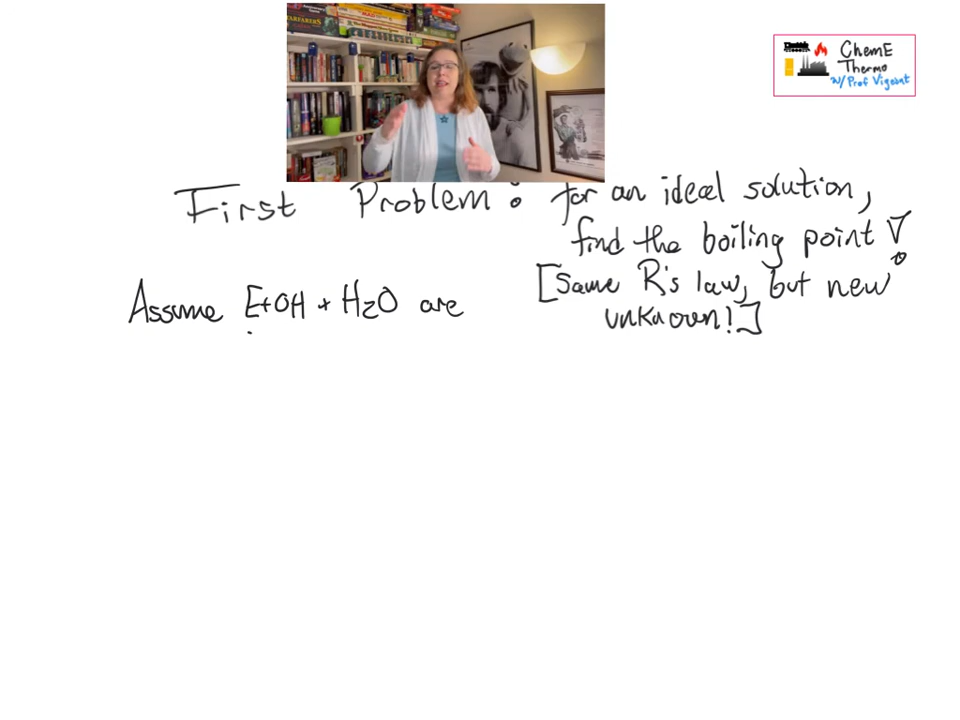 ChemE
Thermo
w/ Prof Vigeant
First Problem: for an ideal solution,
find the boiling point
[Same R's law, but new
unknown!]
Assume EtOH + H2O are